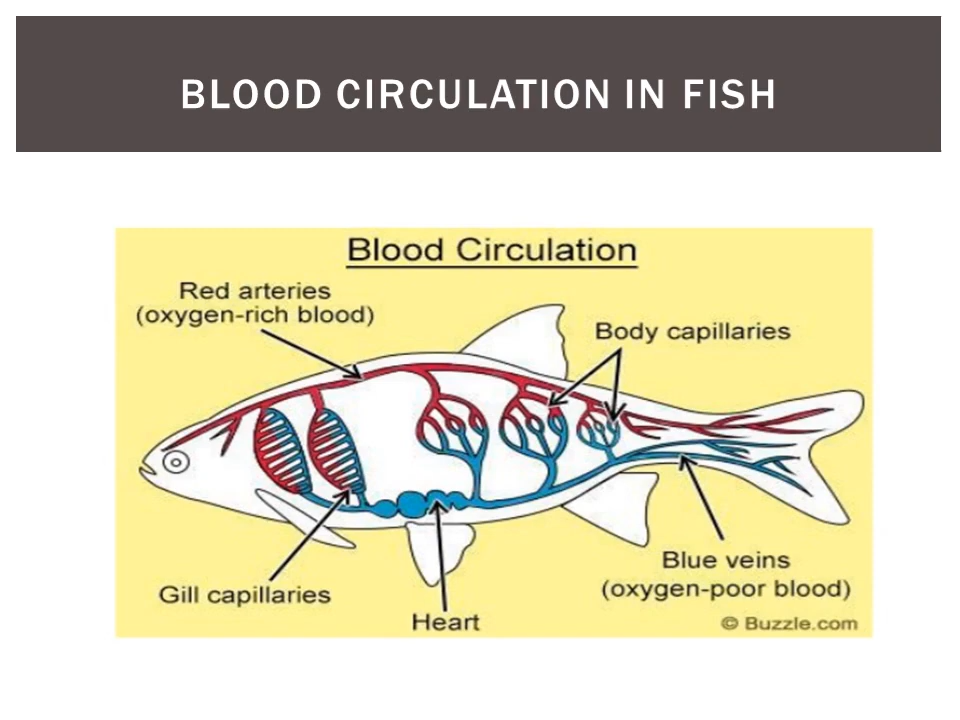 BLOOD CIRCULATION IN FISH
Blood Circulation
Red arteries
(oxygen-rich blood)
Body capillaries
Gill capillaries
Heart
Blue veins
(oxygen-poor blood)
© Buzzle.com